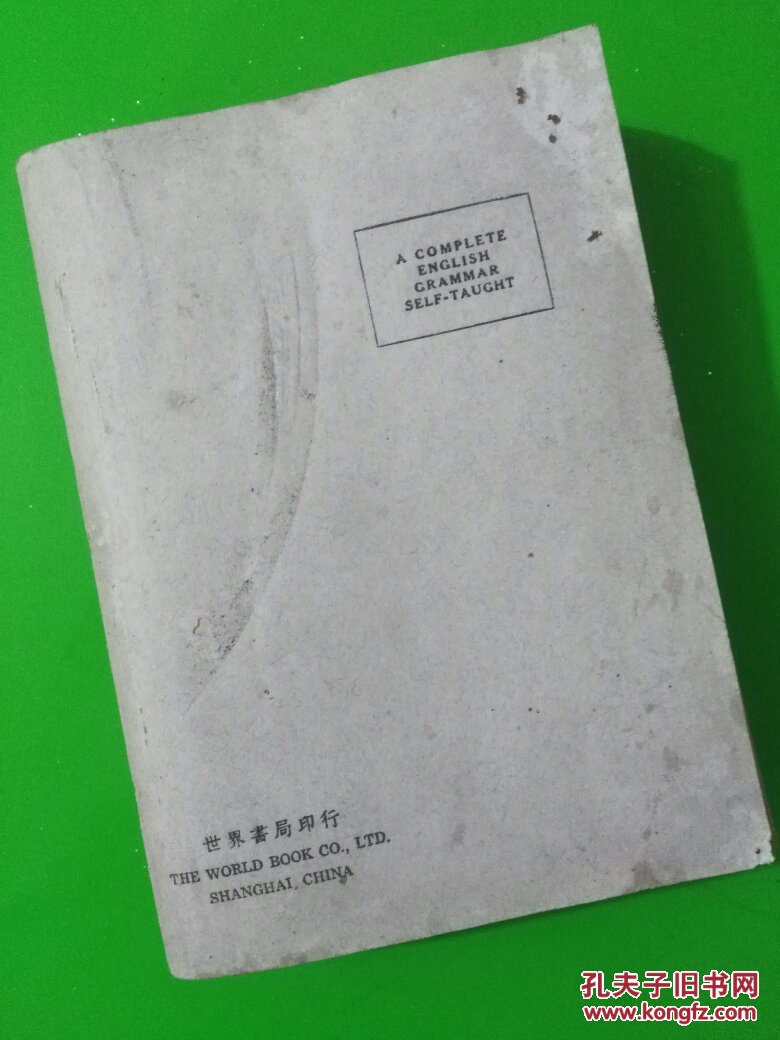 A COMPLETE
ENGLISH
GRAMMAR
SELF-TAUGHT
世界書局印行
THE WORLD BOOK CO., LTD.
SHANGHAI, CHINA
孔夫子旧书网
www.kongfz.com